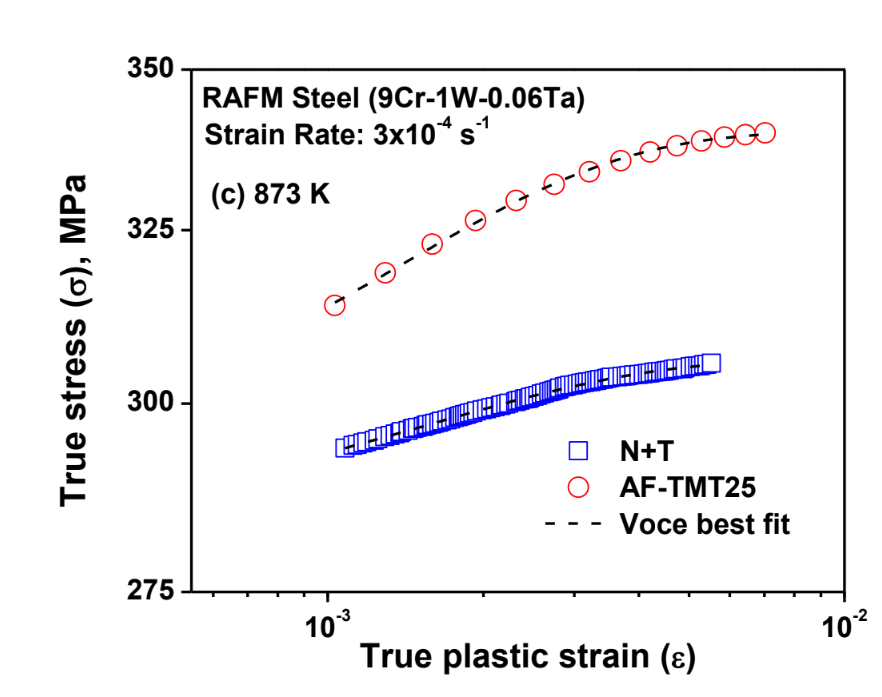 350
RAFM Steel (9Cr-1W-0.06Ta)
Strain Rate: 3x10⁻⁴ s⁻¹
(c) 873 K
325
300
275
N+T
AF-TMT25
Voce best fit
True stress (σ), MPa
10⁻³
10⁻²
True plastic strain (ε)